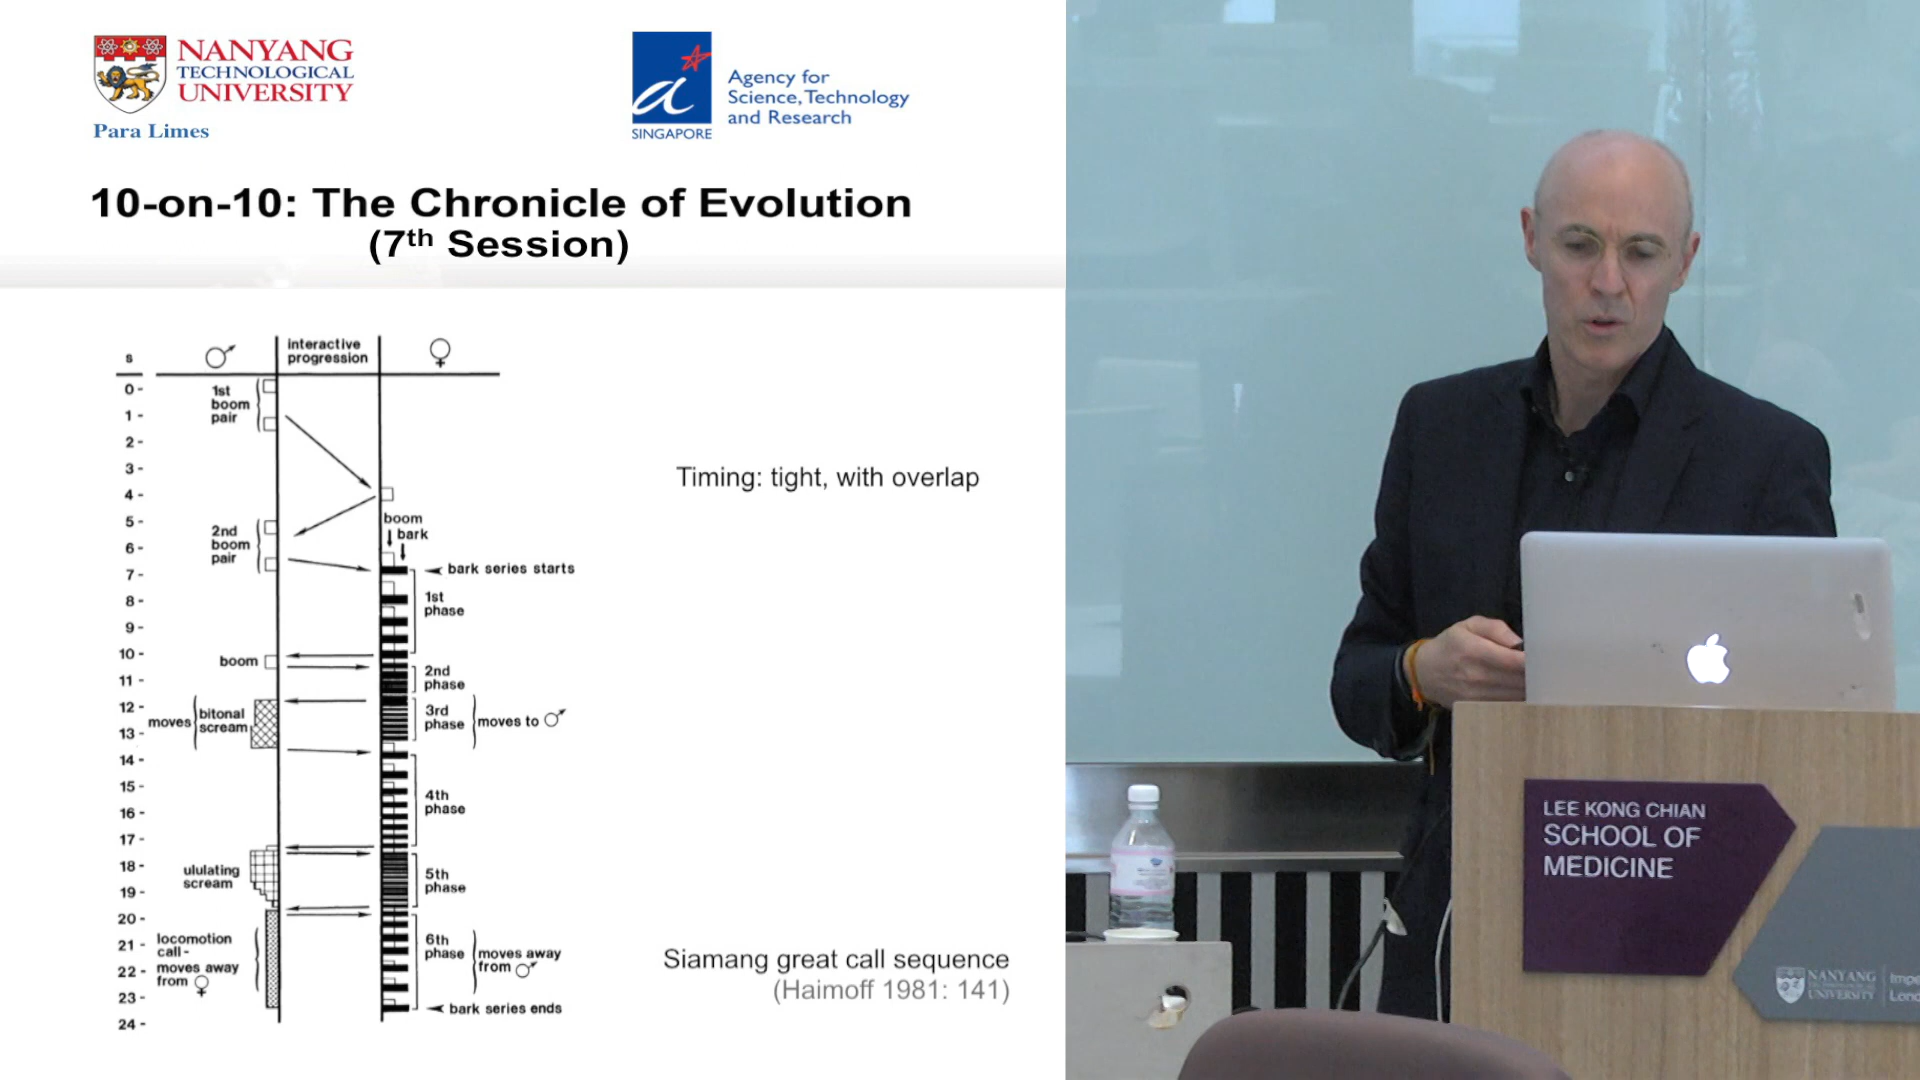 NANYANG
TECHNOLOGICAL
UNIVERSITY
Para Limes
SINGAPORE
Agency for
Science, Technology
and Research
10-on-10: The Chronicle of Evolution
(7th Session)
s
interactive
progression
0-
1-
2-
3-
4-
5-
6-
7-
8-
9-
10-
11-
12-
13-
14-
15-
16-
17-
18-
19-
20-
21-
22-
23-
24-
1st
boom
pair
2nd
boom
pair
boom
moves
bitonal
scream
ululating
scream
locomotion
call-
moves away
from ♀
boom
bark
bark series starts
1st
phase
2nd
phase
3rd
phase
moves to ♂
4th
phase
5th
phase
6th
phase
moves away
from ♂
bark series ends
Timing: tight, with overlap
Siamang great call sequence
(Haimoff 1981: 141)
LEE KONG CHIAN
SCHOOL OF
MEDICINE
NANYANG
TECHNOLOGICAL
UNIVERSITY